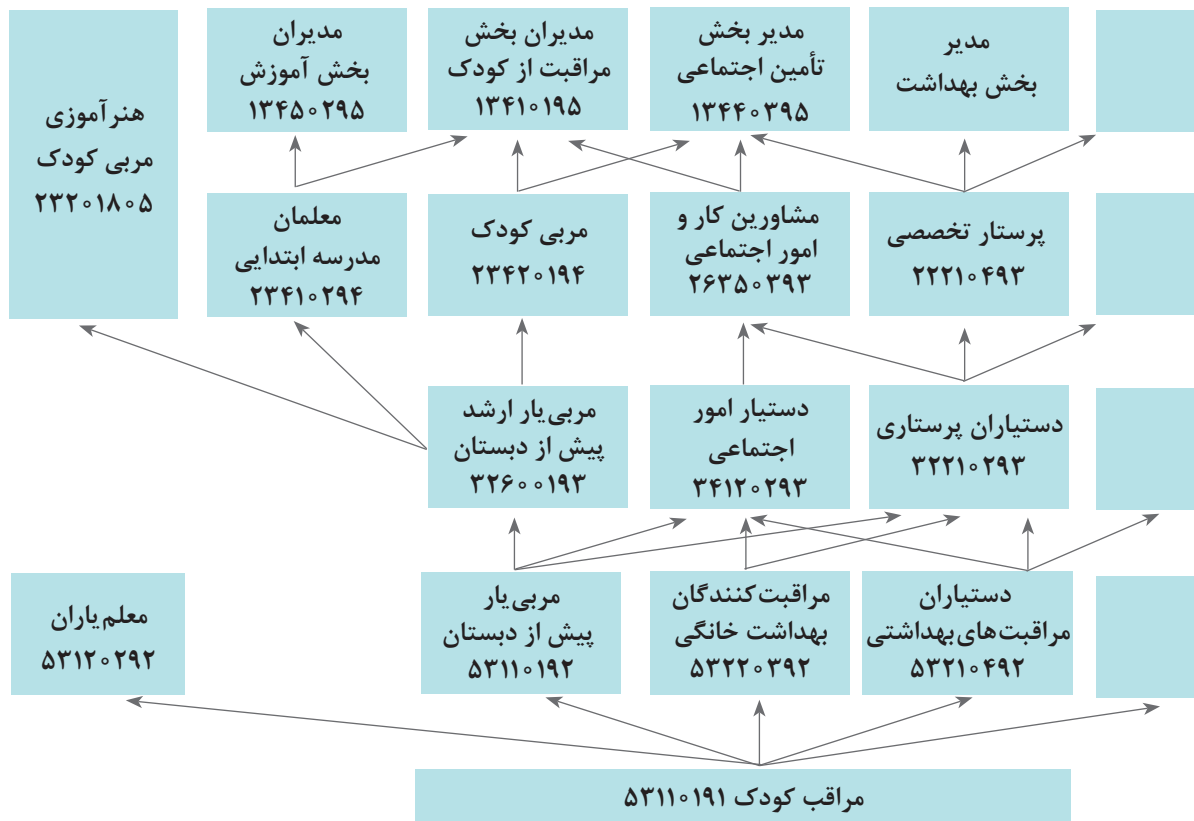 هنرآموزی
مربی کودک
۲۳۲۰۱۸۰۵
مدیران
بخش آموزش
۱۳۴۵۰۲۹۵
مدیران بخش
مراقبت از کودک
۱۳۴۱۰۱۹۵
مدیر بخش
تأمین اجتماعی
۱۳۴۴۰۳۹۵
مدیر
بخش بهداشت
معلمان
مدرسه ابتدایی
۲۳۴۱۰۲۹۴
مربی کودک
۲۳۴۲۰۱۹۴
مشاورین کار و
امور اجتماعی
۲۶۳۵۰۳۹۳
پرستار تخصصی
۲۲۲۱۰۴۹۳
مربی‌یار ارشد
پیش از دبستان
۳۲۶۰۰۱۹۳
دستیار امور
اجتماعی
۳۴۱۲۰۲۹۳
دستیاران پرستاری
۳۲۲۱۰۲۹۳
معلم‌یاران
۵۳۱۲۰۲۹۲
مربی‌یار
پیش از دبستان
۵۳۱۱۰۱۹۲
مراقبت‌کنندگان
بهداشت خانگی
۵۳۲۲۰۳۹۲
دستیاران
مراقبت‌های‌بهداشتی
۵۳۲۱۰۴۹۲
مراقب کودک ۵۳۱۱۰۱۹۱